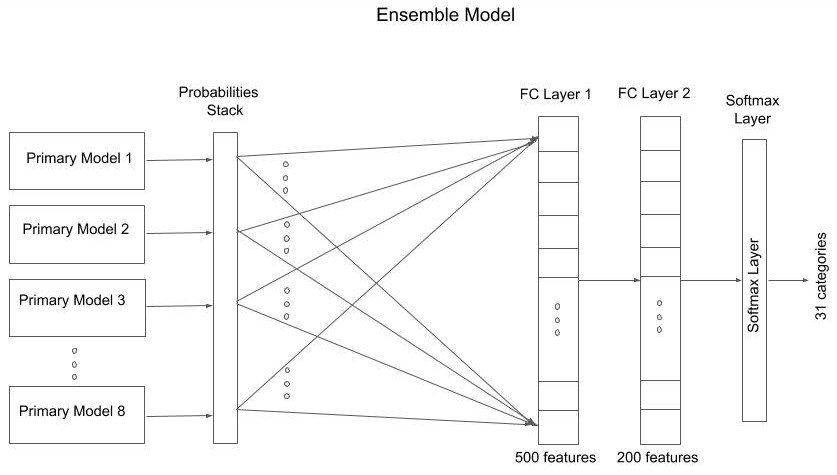 Ensemble Model
Probabilities
Stack
FC Layer 1
FC Layer 2
Softmax
Layer
Primary Model 1
Primary Model 2
Primary Model 3
Primary Model 8
Softmax Layer
31 categories
500 features
200 features